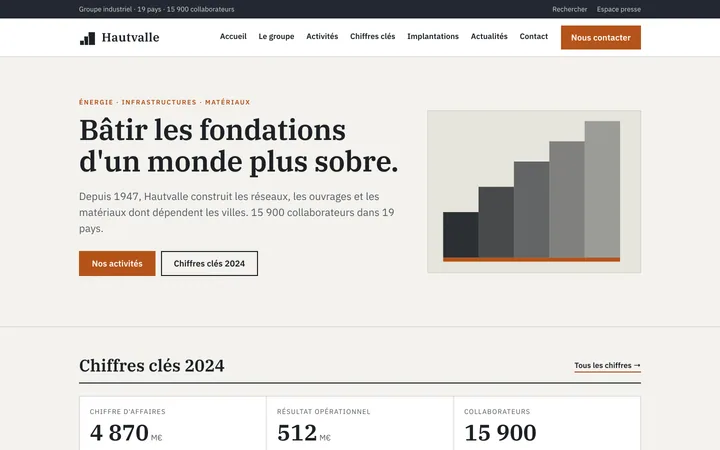 Groupe industriel · 19 pays · 15 900 collaborateurs
Rechercher Espace presse
Hautvalle
Accueil Le groupe Activités Chiffres clés Implantations Actualités Contact
Nous contacter
ÉNERGIE · INFRASTRUCTURES · MATÉRIAUX
Bâtir les fondations
d'un monde plus sobre.
Depuis 1947, Hautvalle construit les réseaux, les ouvrages et les
matériaux dont dépendent les villes. 15 900 collaborateurs dans 19
pays.
Nos activités
Chiffres clés 2024
Chiffres clés 2024
Tous les chiffres →
CHIFFRE D'AFFAIRES
4 870 M€
RÉSULTAT OPÉRATIONNEL
512 M€
COLLABORATEURS
15 900